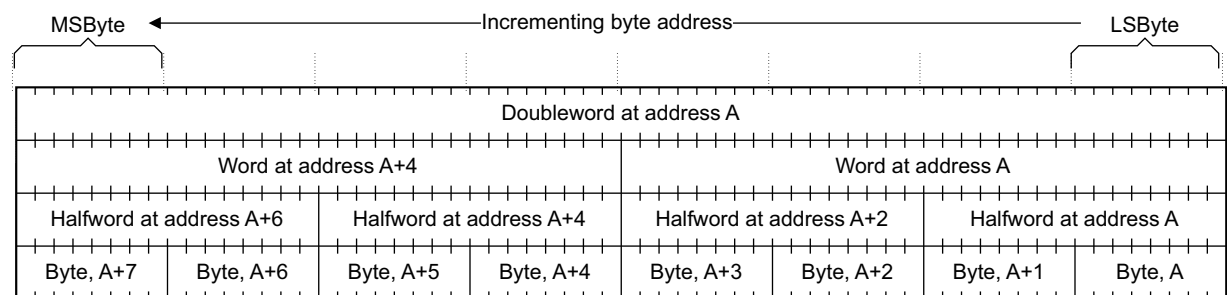 MSByte Incrementing byte address LSByte
Doubleword at address A
Word at address A+4 Word at address A
Halfword at address A+6 Halfword at address A+4 Halfword at address A+2 Halfword at address A
Byte, A+7 Byte, A+6 Byte, A+5 Byte, A+4 Byte, A+3 Byte, A+2 Byte, A+1 Byte, A